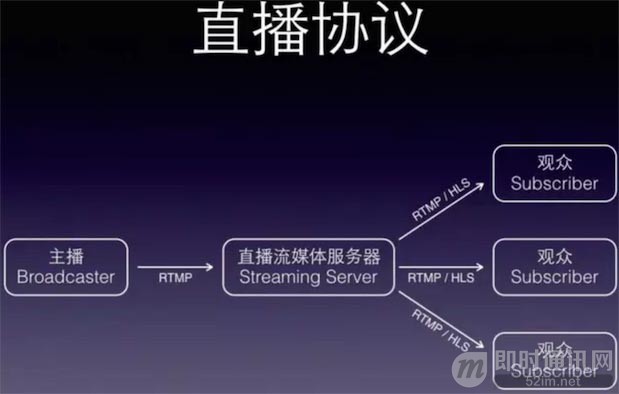 直播协议
观众
Subscriber
RTMP / HLS
主播
Broadcaster
RTMP
直播流媒体服务器
Streaming Server
RTMP / HLS
观众
Subscriber
RTMP / HLS
观众
Subscriber
即时通讯网
52im.net